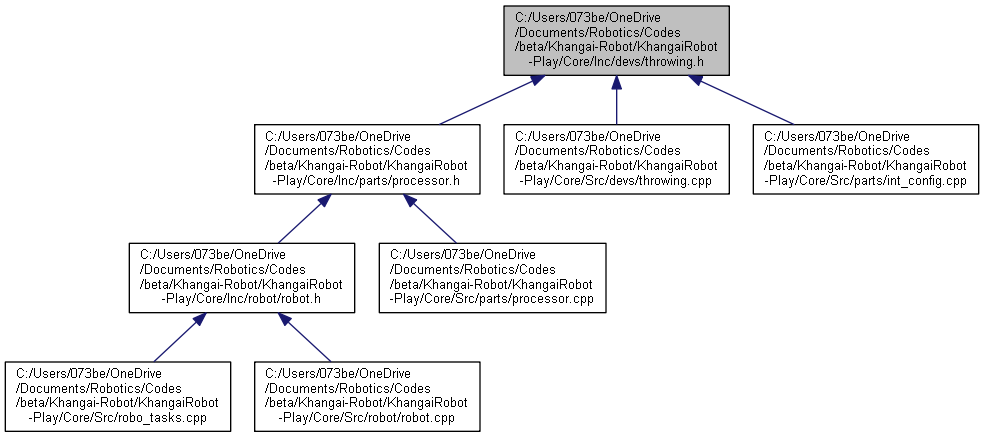 C:/Users/073be/OneDrive
/Documents/Robotics/Codes
/beta/Khangai-Robot/KhangaiRobot
-Play/Core/Inc/devs/throwing.h
C:/Users/073be/OneDrive
/Documents/Robotics/Codes
/beta/Khangai-Robot/KhangaiRobot
-Play/Core/Inc/parts/processor.h
C:/Users/073be/OneDrive
/Documents/Robotics/Codes
/beta/Khangai-Robot/KhangaiRobot
-Play/Core/Src/devs/throwing.cpp
C:/Users/073be/OneDrive
/Documents/Robotics/Codes
/beta/Khangai-Robot/KhangaiRobot
-Play/Core/Src/parts/int_config.cpp
C:/Users/073be/OneDrive
/Documents/Robotics/Codes
/beta/Khangai-Robot/KhangaiRobot
-Play/Core/Inc/robot/robot.h
C:/Users/073be/OneDrive
/Documents/Robotics/Codes
/beta/Khangai-Robot/KhangaiRobot
-Play/Core/Src/parts/processor.cpp
C:/Users/073be/OneDrive
/Documents/Robotics/Codes
/beta/Khangai-Robot/KhangaiRobot
-Play/Core/Src/robo_tasks.cpp
C:/Users/073be/OneDrive
/Documents/Robotics/Codes
/beta/Khangai-Robot/KhangaiRobot
-Play/Core/Src/robot/robot.cpp